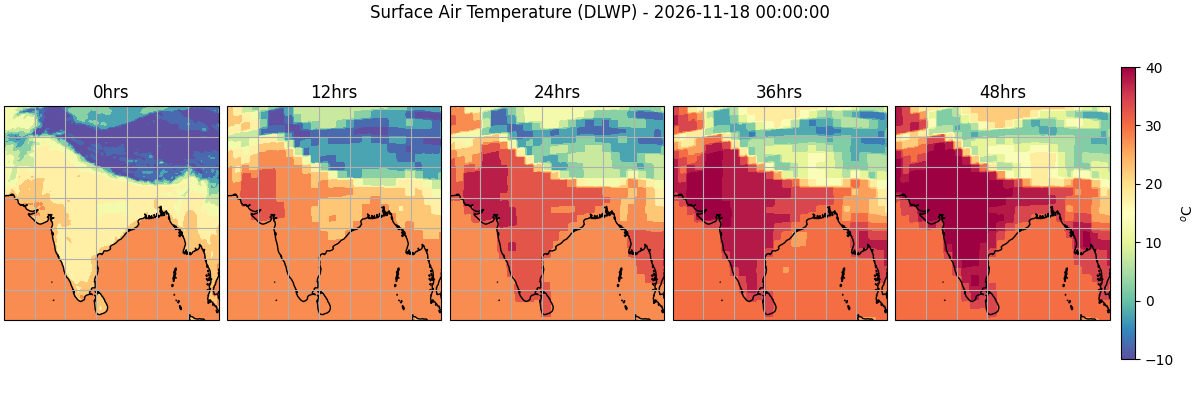 Surface Air Temperature (DLWP) - 2026-11-18 00:00:00
0hrs
12hrs
24hrs
36hrs
48hrs
40
30
20
10
0
−10
°C